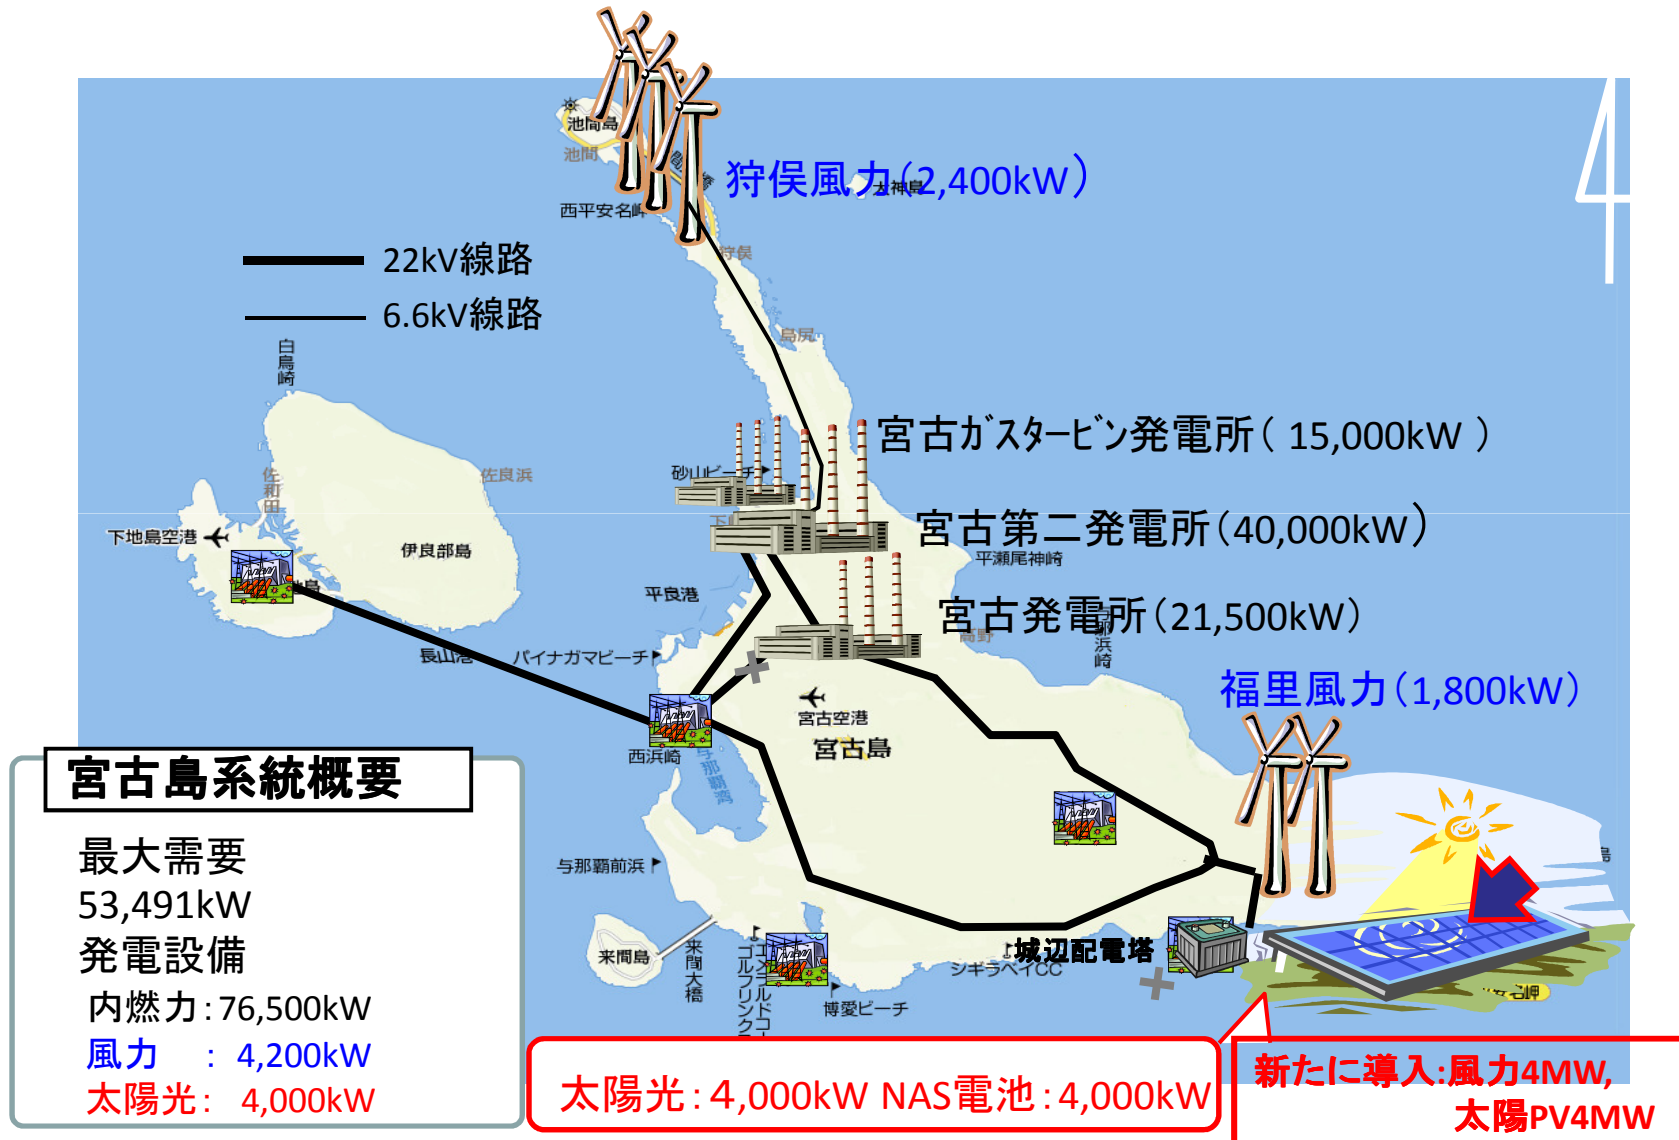 4
池間島
池間
狩俣風力(2,400kW)
大神島
西平安名岬
狩俣
22kV線路
6.6kV線路
島尻
白鳥崎
宮古ガスタービン発電所( 15,000kW )
佐和田
佐良浜
砂山ビーチ
下地島空港
伊良部島
宮古第二発電所(40,000kW)
平瀬尾神崎
平良港
宮古発電所(21,500kW)
高野
与那浜崎
長山港
パイナガマビーチ
福里風力(1,800kW)
宮古空港
宮古島
西浜崎
与那覇湾
宮古島系統概要
最大需要
53,491kW
発電設備
内燃力:76,500kW
風力 : 4,200kW
太陽光: 4,000kW
与那覇前浜
来間島
来間大橋
城辺配電塔
シギラベイCC
博愛ビーチ
太陽光:4,000kW NAS電池:4,000kW
新たに導入:風力4MW,
太陽PV4MW